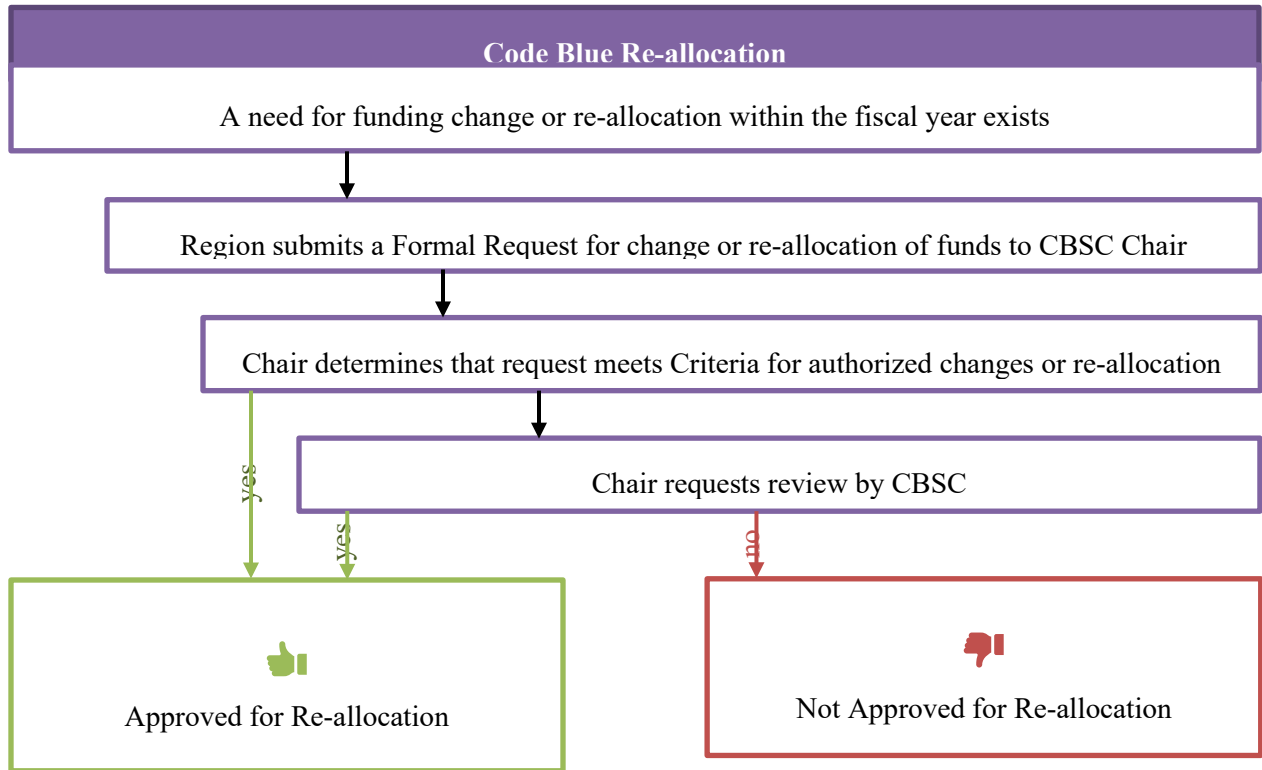 Code Blue Re-allocation
A need for funding change or re-allocation within the fiscal year exists
Region submits a Formal Request for change or re-allocation of funds to CBSC Chair
Chair determines that request meets Criteria for authorized changes or re-allocation
yes
Chair requests review by CBSC
yes
no
Approved for Re-allocation
Not Approved for Re-allocation